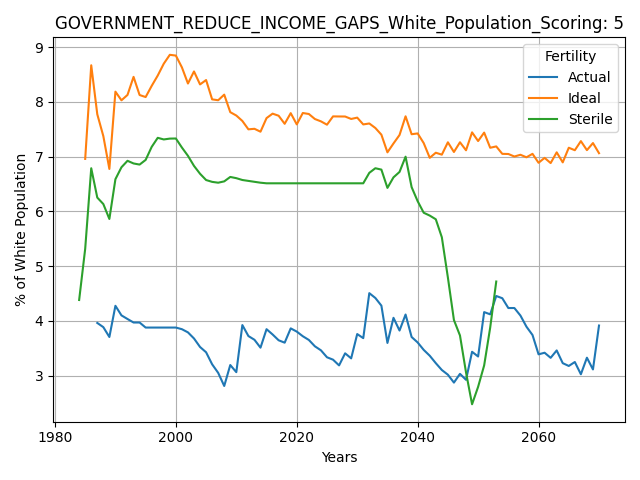 GOVERNMENT_REDUCE_INCOME_GAPS_White_Population_Scoring: 5
Fertility
Actual
Ideal
Sterile
% of White Population
9
8
7
6
5
4
3
1980
2000
2020
2040
2060
Years